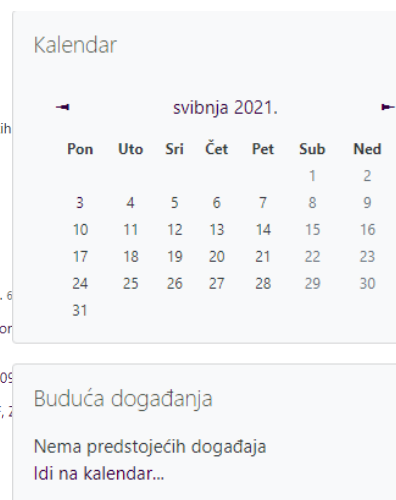 Kalendar
◄ svibnja 2021. ►
Pon Uto Sri Čet Pet Sub Ned
1 2
3 4 5 6 7 8 9
10 11 12 13 14 15 16
17 18 19 20 21 22 23
24 25 26 27 28 29 30
31
Buduća događanja
Nema predstojećih događaja
Idi na kalendar...